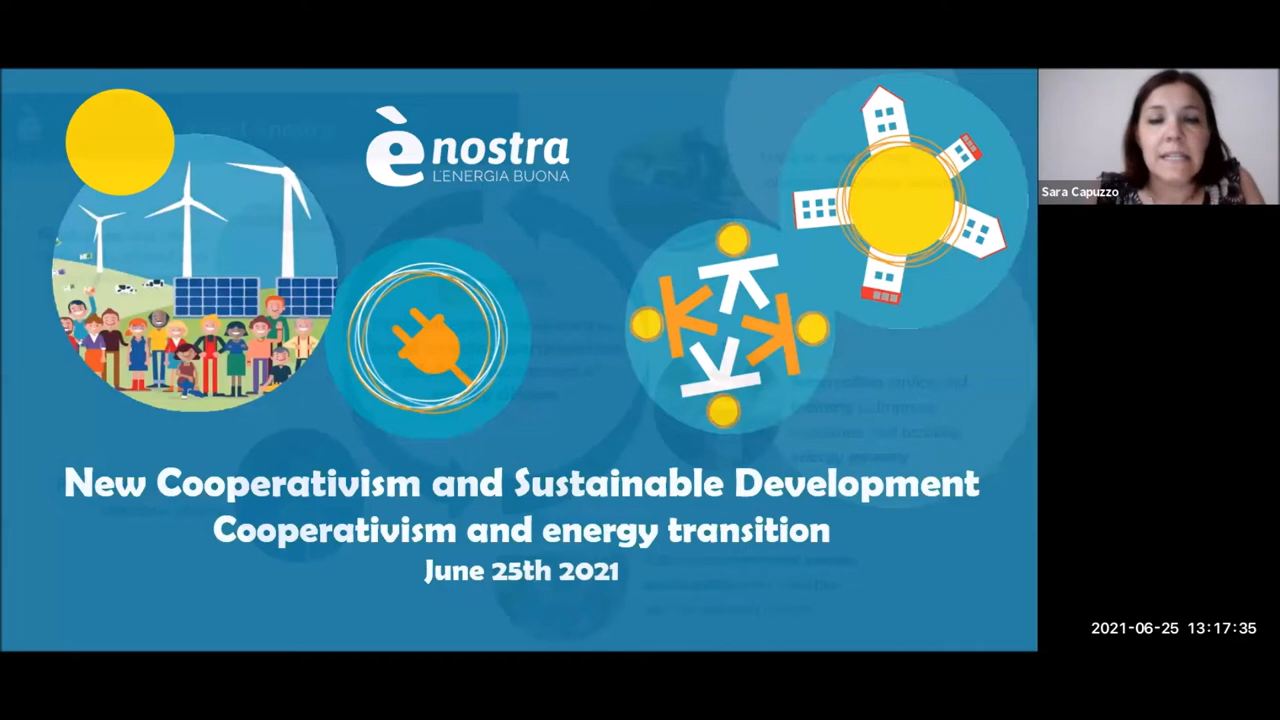 è nostra
L'ENERGIA BUONA
Sara Capuzzo
New Cooperativism and Sustainable Development
Cooperativism and energy transition
June 25th 2021
2021-06-25 13:17:35